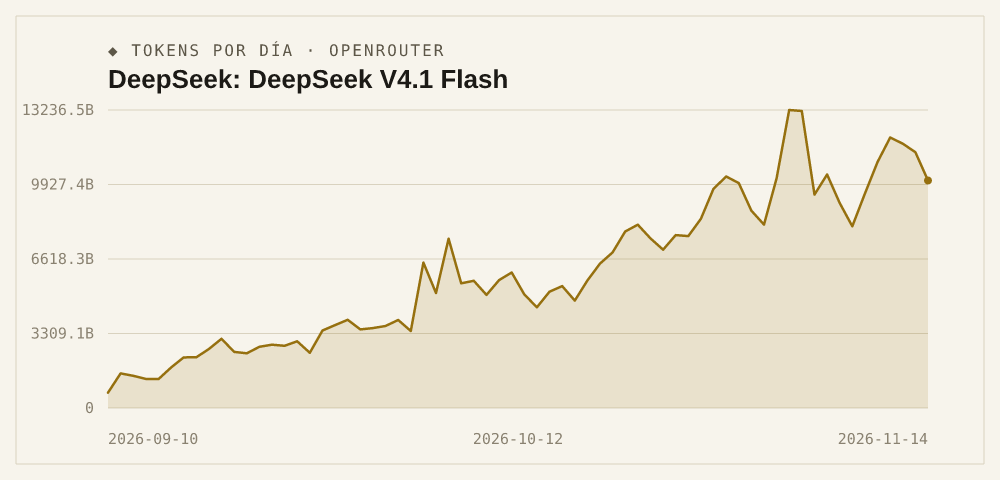 ◆ TOKENS POR DÍA · OPENROUTER
DeepSeek: DeepSeek V4.1 Flash
13236.5B
9927.4B
6618.3B
3309.1B
0
2026-09-10 2026-10-12 2026-11-14